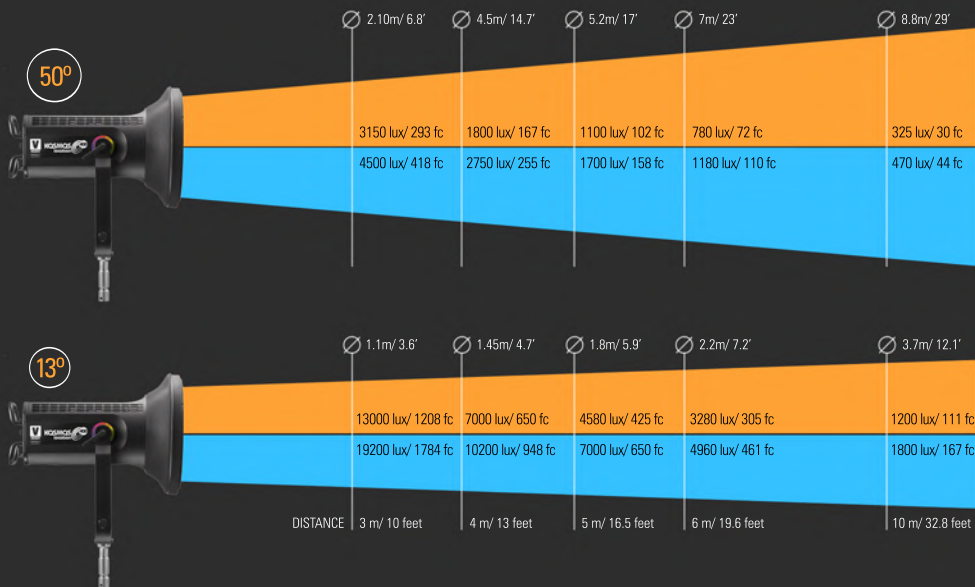 2.10m/ 6.8’ 4.5m/ 14.7’ 5.2m/ 17’ 7m/ 23’ 8.8m/ 29’
50º
V KOSMOS
3150 lux/ 293 fc 1800 lux/ 167 fc 1100 lux/ 102 fc 780 lux/ 72 fc 325 lux/ 30 fc
4500 lux/ 418 fc 2750 lux/ 255 fc 1700 lux/ 158 fc 1180 lux/ 110 fc 470 lux/ 44 fc
1.1m/ 3.6’ 1.45m/ 4.7’ 1.8m/ 5.9’ 2.2m/ 7.2’ 3.7m/ 12.1’
13º
V KOSMOS
13000 lux/ 1208 fc 7000 lux/ 650 fc 4580 lux/ 425 fc 3280 lux/ 305 fc 1200 lux/ 111 fc
19200 lux/ 1784 fc 10200 lux/ 948 fc 7000 lux/ 650 fc 4960 lux/ 461 fc 1800 lux/ 167 fc
DISTANCE 3 m/ 10 feet 4 m/ 13 feet 5 m/ 16.5 feet 6 m/ 19.6 feet 10 m/ 32.8 feet